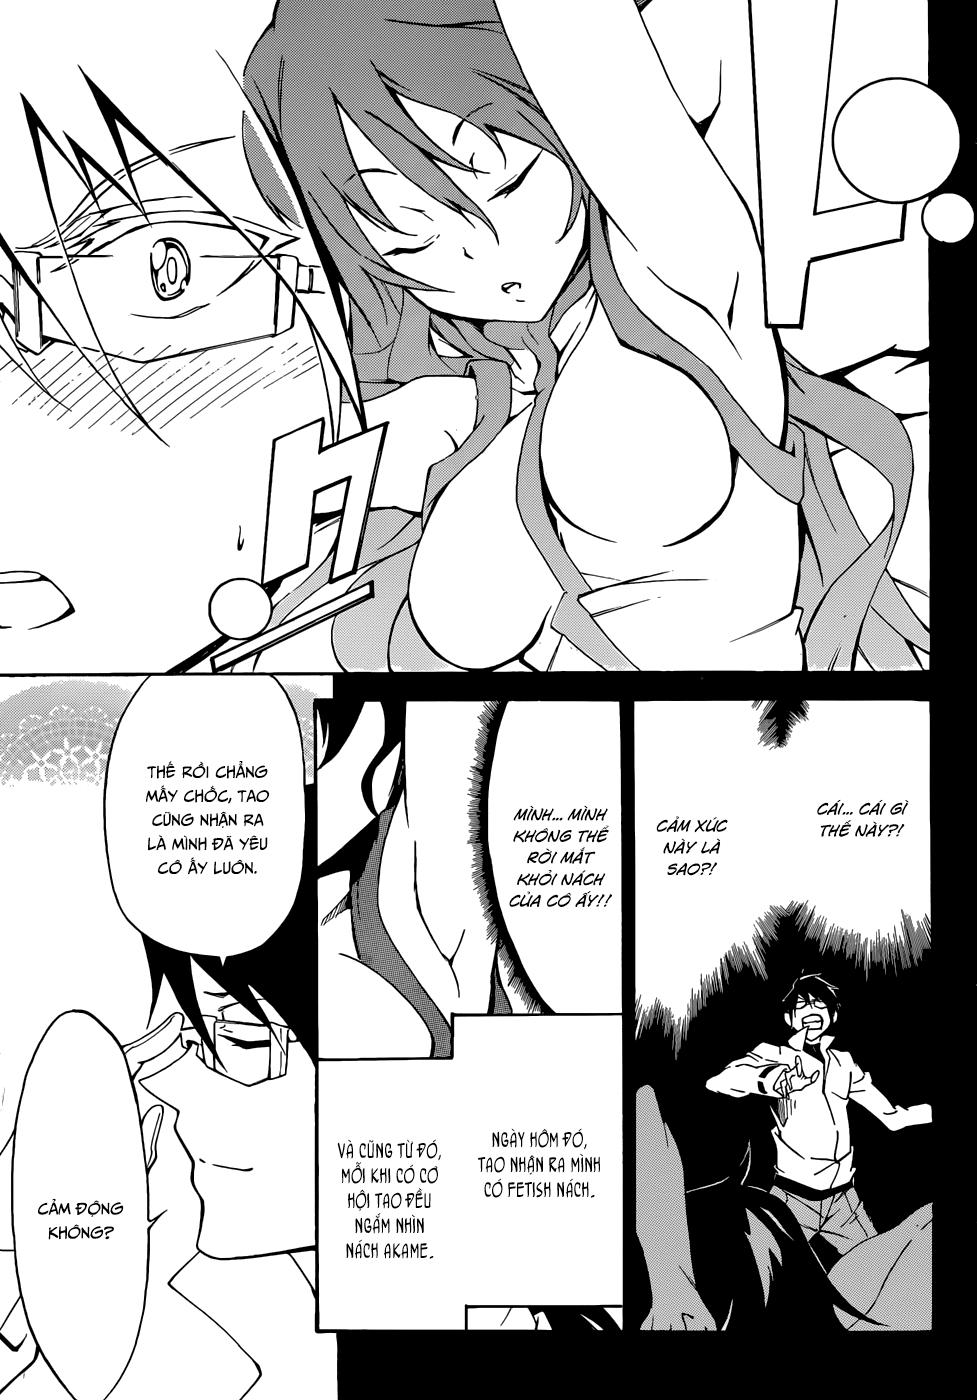 ド
キ
CÁI... CÁI GÌ
THẾ NÀY?!
CẢM XÚC
NÀY LÀ
SAO?!
MÌNH... MÌNH
KHÔNG THỂ
RỜI MẮT
KHỎI NÁCH
CỦA CÔ ẤY!!
NGÀY HÔM ĐÓ,
TAO NHẬN RA MÌNH
CÓ FETISH NÁCH.
VÀ CŨNG TỪ ĐÓ,
MỖI KHI CÓ CƠ
HỘI TAO ĐỀU
NGẮM NHÌN
NÁCH AKAME.
THẾ RỒI CHẲNG
MẤY CHỐC, TAO
CŨNG NHẬN RA
LÀ MÌNH ĐÃ YÊU
CÔ ẤY LUÔN.
CẢM ĐỘNG
KHÔNG?